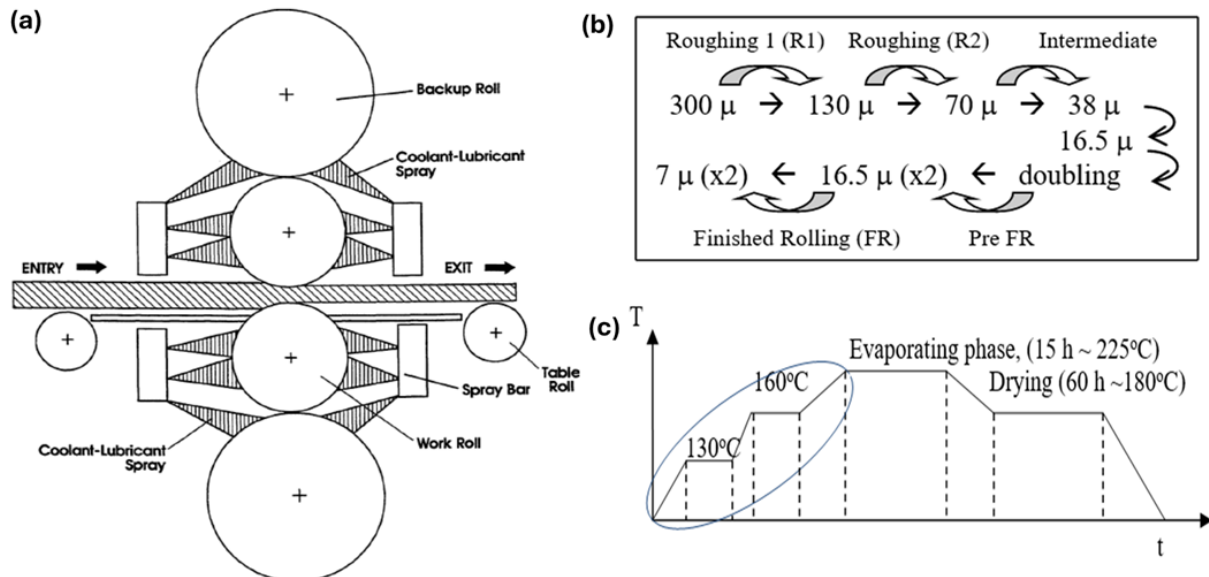 (a)
Backup Roll
Coolant-Lubricant
Spray
ENTRY
EXIT
Table
Roll
Spray Bar
Work Roll
Coolant-Lubricant
Spray
(b)
Roughing 1 (R1) Roughing (R2) Intermediate
300 μ → 130 μ → 70 μ → 38 μ
16.5 μ
7 μ (x2) ← 16.5 μ (x2) ← doubling
Finished Rolling (FR) Pre FR
(c)
T
Evaporating phase, (15 h ~ 225°C)
160°C
Drying (60 h ~180°C)
130°C
t